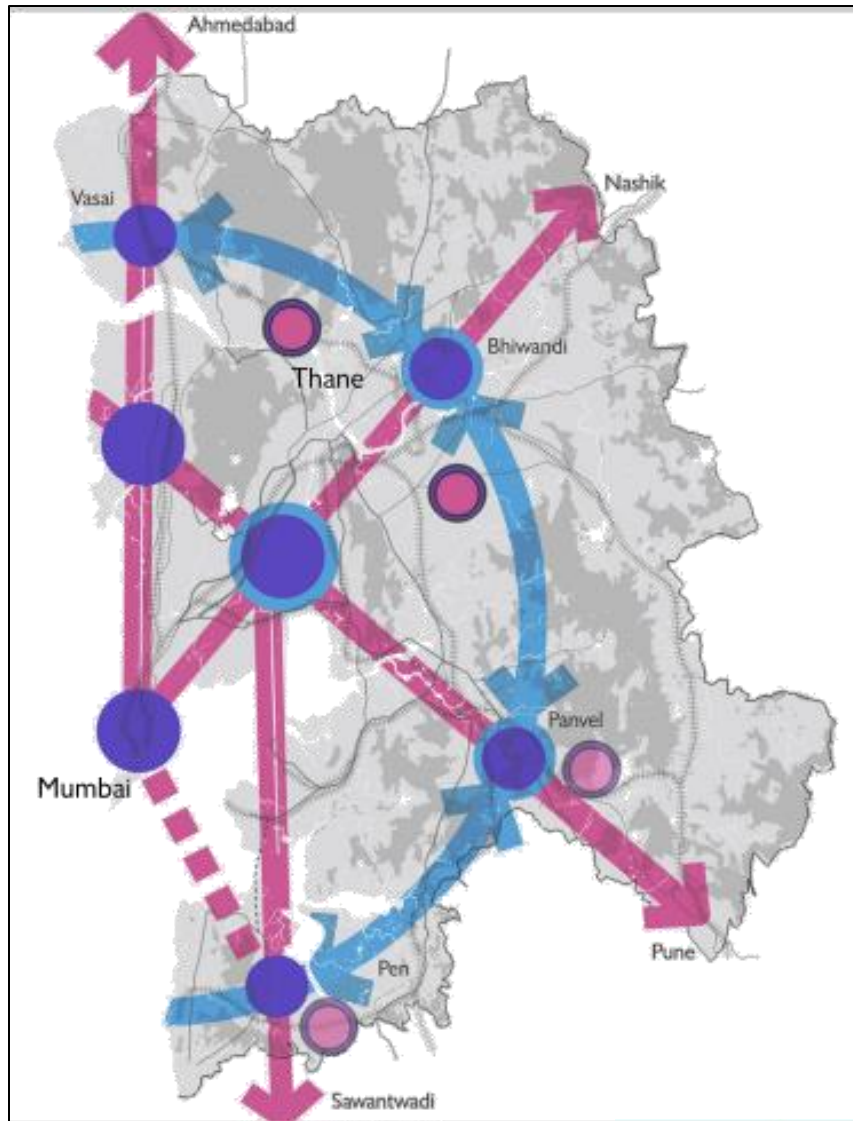 Ahmedabad
Nashik
Vasai
Bhiwandi
Thane
Panvel
Mumbai
Pune
Pen
Sawantwadi